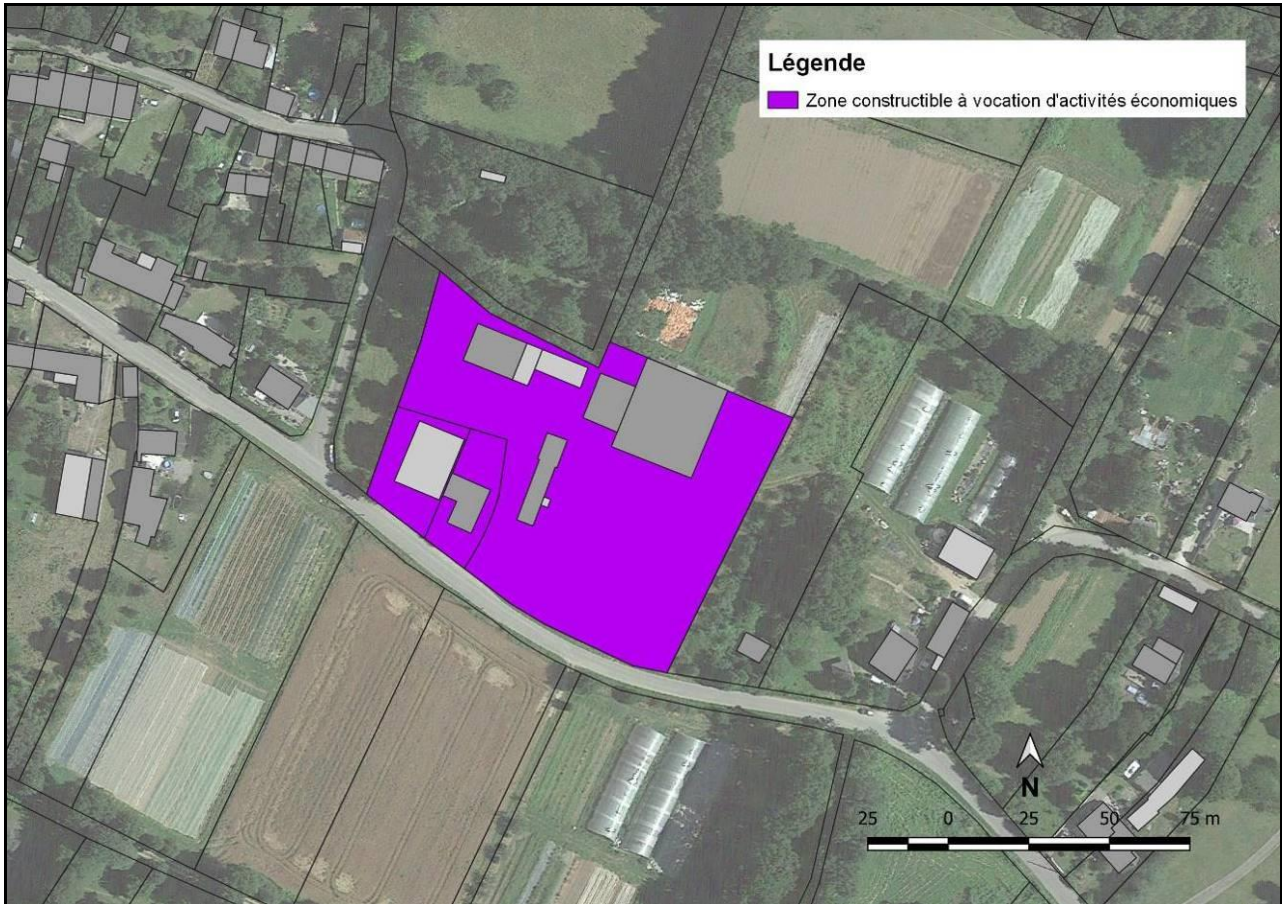 Légende
Zone constructible à vocation d'activités économiques
N
25 0 25 50 75 m